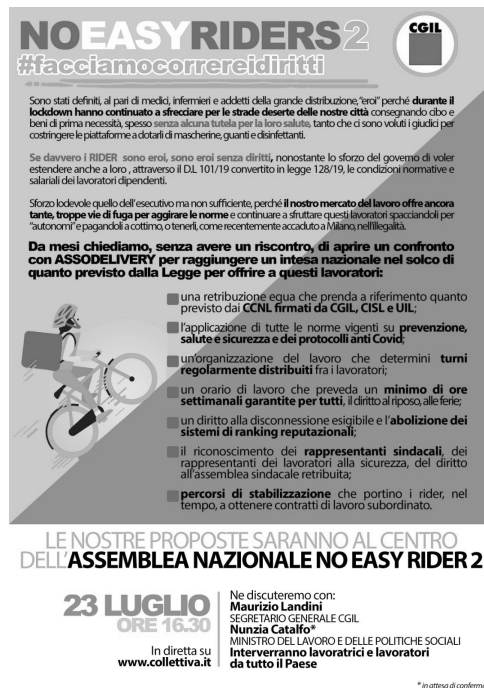 NOEASYRIDERS2
CGIL
#facciamocorrereidiritti
Sono stati definiti, al pari di medici, infermieri e addetti della grande distribuzione, "eroi" perché durante il
lockdown hanno continuato a sfrecciare per le strade deserte delle nostre città consegnando cibo e
beni di prima necessità, spesso senza alcuna tutela per la loro salute, tanto che ci sono voluti i giudici per
costringere le piattaforme a dotarli di mascherine, guanti e disinfettanti.
Se davvero i RIDER sono eroi, sono eroi senza diritti, nonostante lo sforzo del governo di voler
estendere anche a loro , attraverso il D.L 101/19 convertito in legge 128/19, le condizioni normative e
salariali dei lavoratori dipendenti.
Sforzo lodevole quello dell'esecutivo ma non sufficiente, perché il nostro mercato del lavoro offre ancora
tante, troppe vie di fuga per aggirare le norme e continuare a sfruttare questi lavoratori spacciandoli per
"autonomi" e pagandoli a cottimo, o tenerli, come recentemente accaduto a Milano, nell'illegalità.
Da mesi chiediamo, senza avere un riscontro, di aprire un confronto
con ASSODELIVERY per raggiungere un intesa nazionale nel solco di
quanto previsto dalla Legge per offrire a questi lavoratori:
una retribuzione equa che prenda a riferimento quanto
previsto dai CCNL firmati da CGIL, CISL e UIL;
l'applicazione di tutte le norme vigenti su prevenzione,
salute e sicurezza e dei protocolli anti Covid;
un'organizzazione del lavoro che determini turni
regolarmente distribuiti fra i lavoratori;
un orario di lavoro che preveda un minimo di ore
settimanali garantite per tutti, il diritto al riposo, alle ferie;
un diritto alla disconnessione esigibile e l'abolizione dei
sistemi di ranking reputazionali;
il riconoscimento dei rappresentanti sindacali, dei
rappresentanti dei lavoratori alla sicurezza, del diritto
all'assemblea sindacale retribuita;
percorsi di stabilizzazione che portino i rider, nel
tempo, a ottenere contratti di lavoro subordinato.
LE NOSTRE PROPOSTE SARANNO AL CENTRO
DELL'ASSEMBLEA NAZIONALE NO EASY RIDER 2
23 LUGLIO
ORE 16.30
In diretta su
www.collettiva.it
Ne discuteremo con:
Maurizio Landini
SEGRETARIO GENERALE CGIL
Nunzia Catalfo*
MINISTRO DEL LAVORO E DELLE POLITICHE SOCIALI
Interverranno lavoratrici e lavoratori
da tutto il Paese
* in attesa di conferma